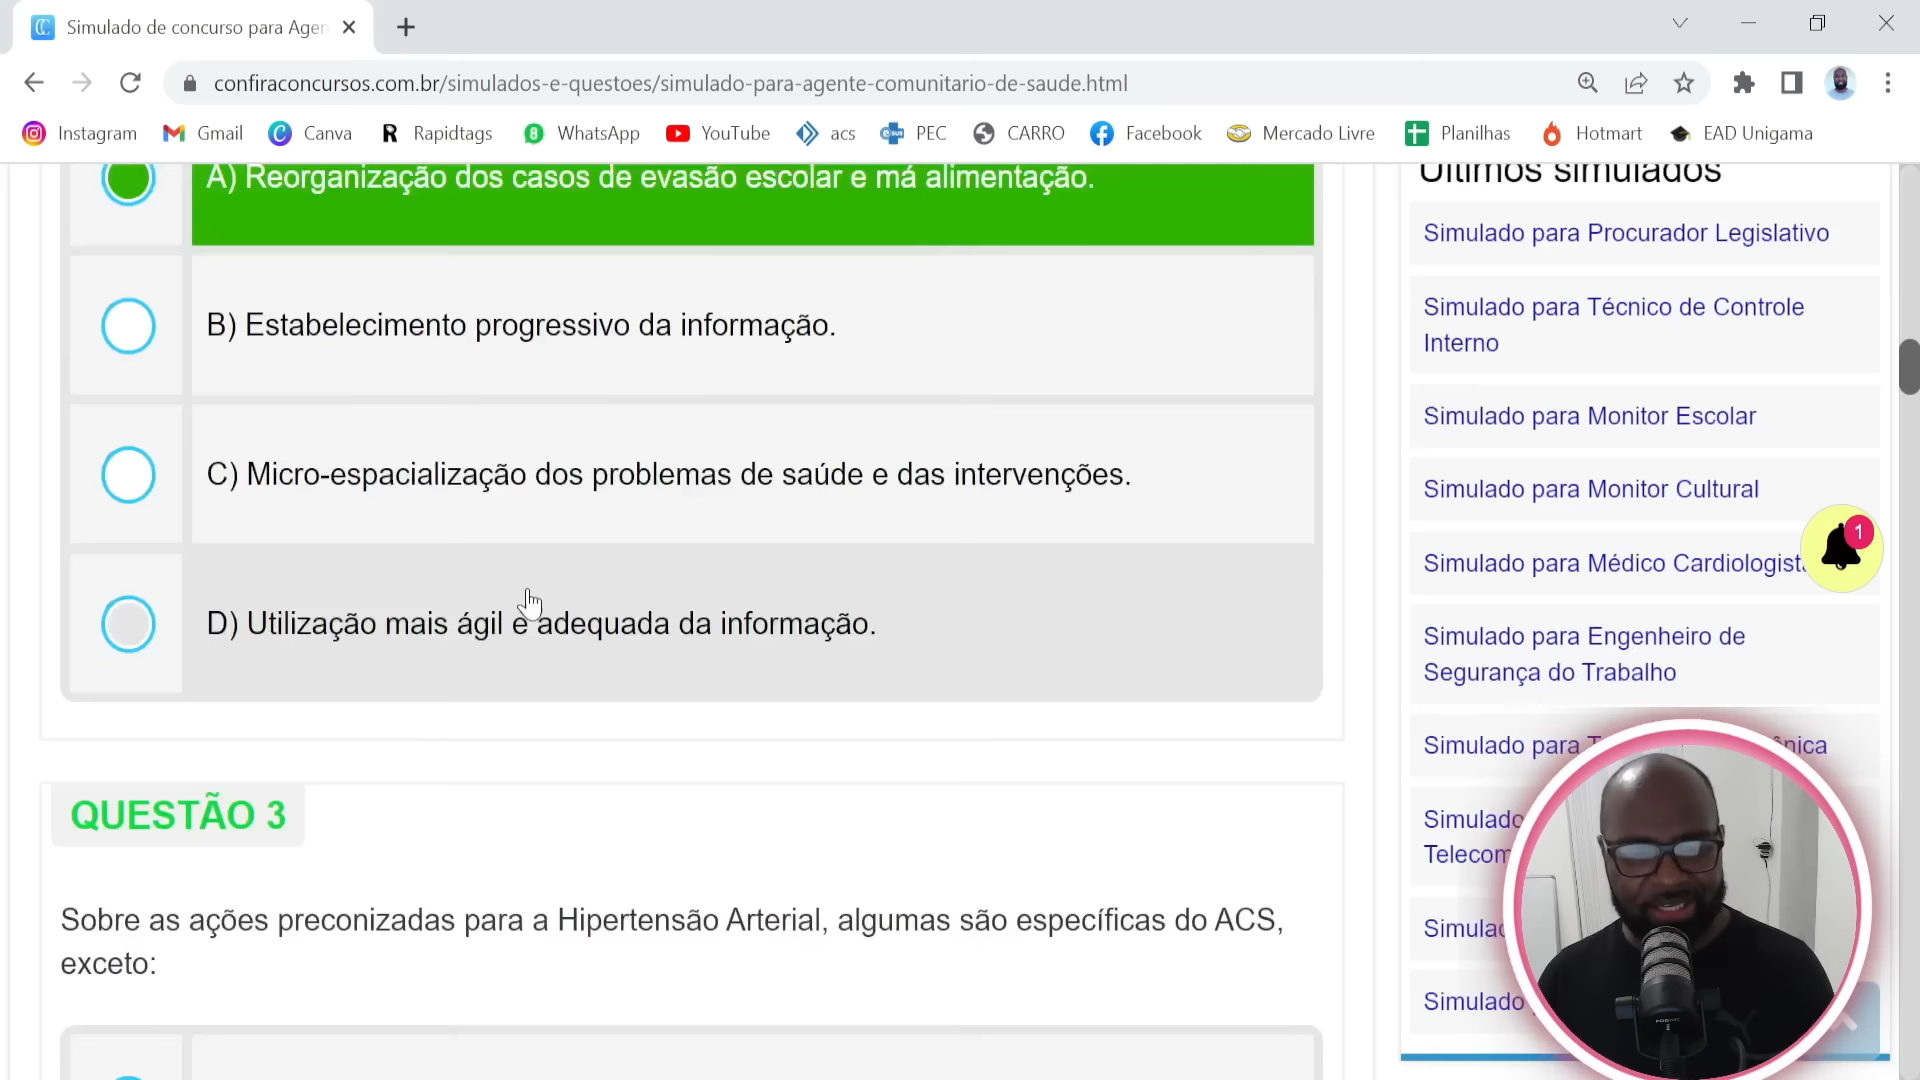 Simulado de concurso para Agen
confiraconcursos.com.br/simulados-e-questoes/simulado-para-agente-comunitario-de-saude.html
Instagram
Gmail
Canva
Rapidtags
WhatsApp
YouTube
acs
PEC
CARRO
Facebook
Mercado Livre
Planilhas
Hotmart
EAD Unigama
A) Reorganização dos casos de evasão escolar e má alimentação.
B) Estabelecimento progressivo da informação.
C) Micro-espacialização dos problemas de saúde e das intervenções.
D) Utilização mais ágil e adequada da informação.
QUESTÃO 3
Sobre as ações preconizadas para a Hipertensão Arterial, algumas são específicas do ACS,
exceto:
Últimos simulados
Simulado para Procurador Legislativo
Simulado para Técnico de Controle
Interno
Simulado para Monitor Escolar
Simulado para Monitor Cultural
1
Simulado para Médico Cardiologist
Simulado para Engenheiro de
Segurança do Trabalho
Simulado para T ônica
Simulado
Telecom
Simulad
Simulado